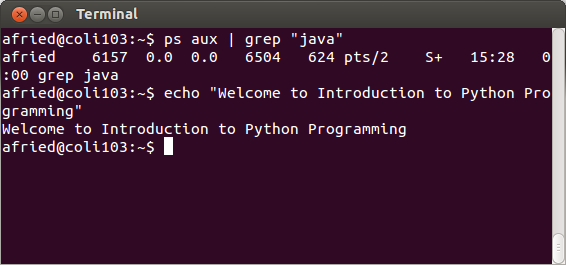 Terminal
afried@coli103:~$ ps aux | grep "java"
afried    6157  0.0  0.0   6504   624 pts/2    S+   15:28   0
:00 grep java
afried@coli103:~$ echo "Welcome to Introduction to Python Pro
gramming"
Welcome to Introduction to Python Programming
afried@coli103:~$